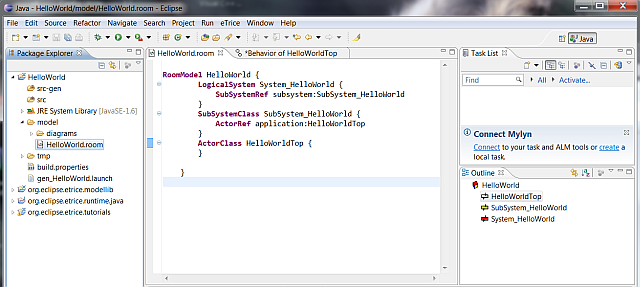 Java - HelloWorld/model/HelloWorld.room - Eclipse
File Edit Source Refactor Navigate Search Project Run eTrice Window Help
Java
Package Explorer
HelloWorld
src-gen
src
JRE System Library [JavaSE-1.6]
model
diagrams
HelloWorld.room
tmp
build.properties
gen_HelloWorld.launch
org.eclipse.etrice.modellib
org.eclipse.etrice.runtime.java
org.eclipse.etrice.tutorials
HelloWorld.room *Behavior of HelloWorldTop
RoomModel HelloWorld {
LogicalSystem System_HelloWorld {
SubSystemRef subsystem:SubSystem_HelloWorld
}
SubSystemClass SubSystem_HelloWorld {
ActorRef application:HelloWorldTop
}
ActorClass HelloWorldTop {
}
}
Task List
Find All Activate...
Connect Mylyn
Connect to your task and ALM tools or create a local task.
Outline
HelloWorld
HelloWorldTop
SubSystem_HelloWorld
System_HelloWorld